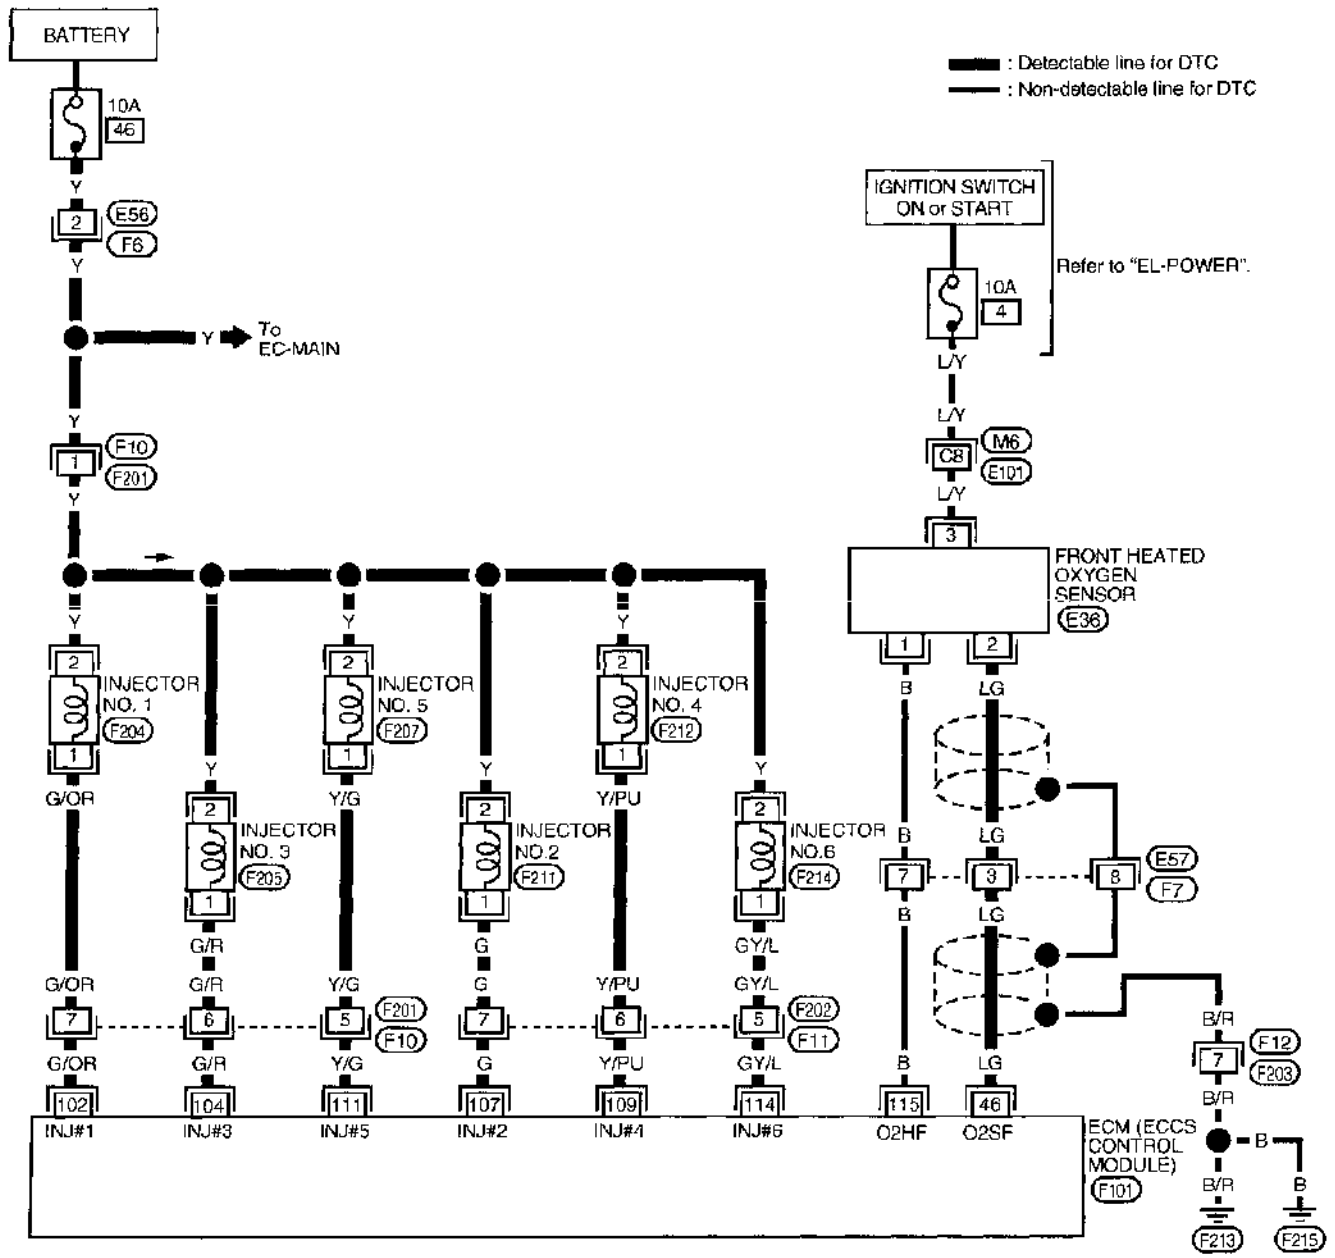 BATTERY
: Detectable line for DTC
: Non-detectable line for DTC
10A
46
Y
2
E56
F6
Y
IGNITION SWITCH
ON or START
Refer to "EL-POWER".
10A
4
Y
To
EC-MAIN
L/Y
Y
L/Y
1
F10
F201
C8
M6
E101
Y
L/Y
3
FRONT HEATED
OXYGEN
SENSOR
E36
Y
Y
Y
1
2
2
INJECTOR
NO. 1
F204
1
2
INJECTOR
NO. 5
F207
1
2
INJECTOR
NO. 4
F212
1
B
LG
Y
Y
Y
G/OR
Y/G
Y/PU
2
INJECTOR
NO. 3
F205
1
2
INJECTOR
NO.2
F211
1
2
INJECTOR
NO.6
F214
1
B
LG
7
3
8
E57
F7
B
LG
G/R
G
GY/L
G/OR
G/R
Y/G
G
Y/PU
GY/L
7
6
5
F201
F10
7
6
5
F202
F11
B/R
7
F12
F203
G/OR
G/R
Y/G
G
Y/PU
GY/L
B
LG
B/R
102
104
111
107
109
114
115
46
INJ#1
INJ#3
INJ#5
INJ#2
INJ#4
INJ#6
O2HF
O2SF
ECM (ECCS
CONTROL
MODULE)
F101
B
B/R
B
F213
F215